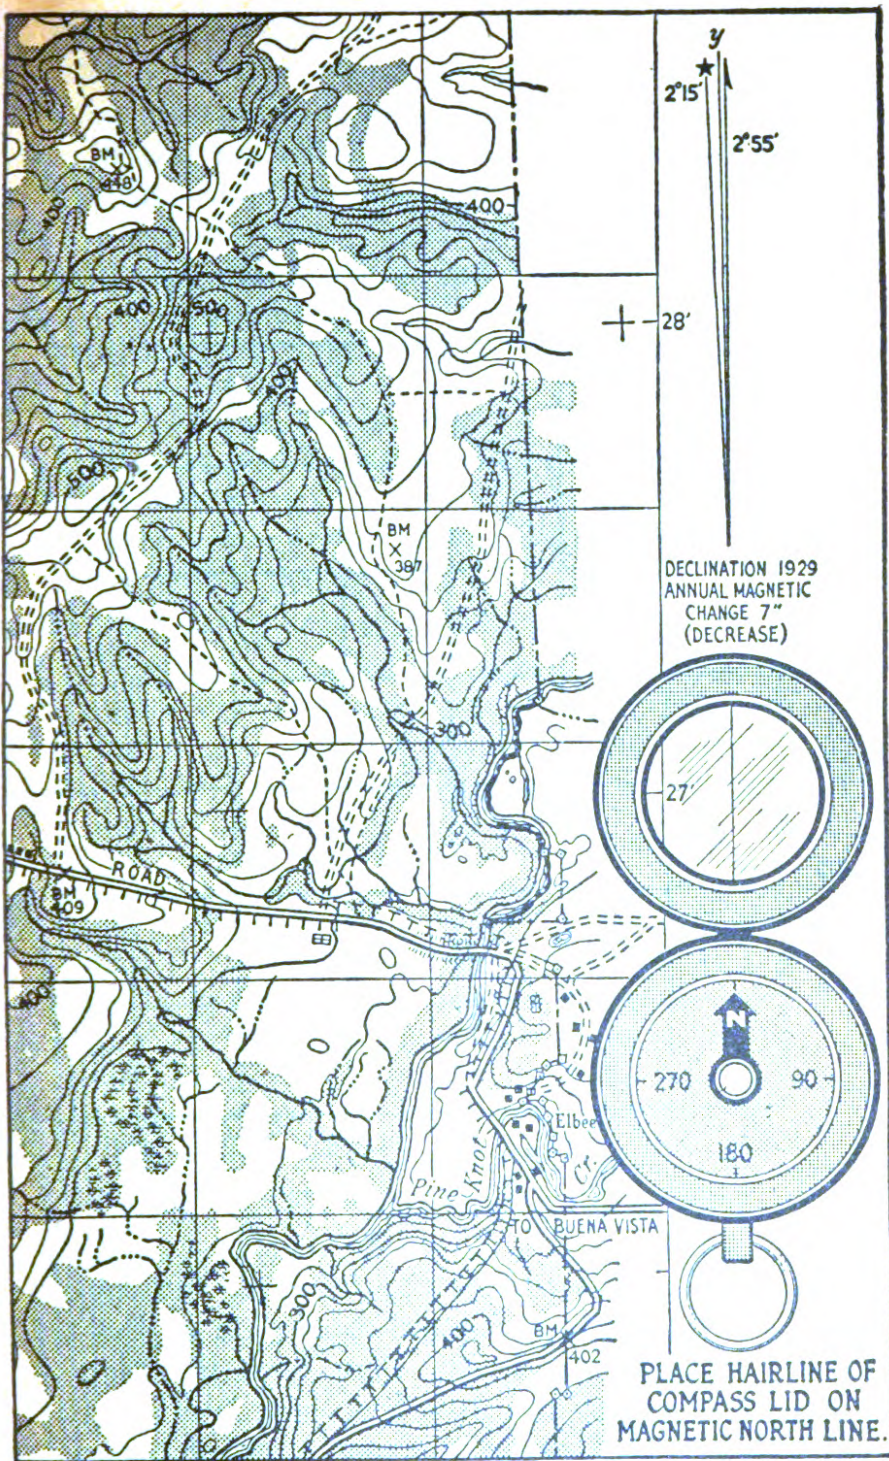 y
2°15'
2°55'
BM
448
400
400
400
500
28'
400
500
BM
387
DECLINATION 1929
ANNUAL MAGNETIC
CHANGE 7"
(DECREASE)
300
27'
ROAD
BM
409
400
N
270
90
180
Elbee
Pine Knot
Cr.
TO BUENA VISTA
300
400
BM
402
PLACE HAIRLINE OF
COMPASS LID ON
MAGNETIC NORTH LINE.